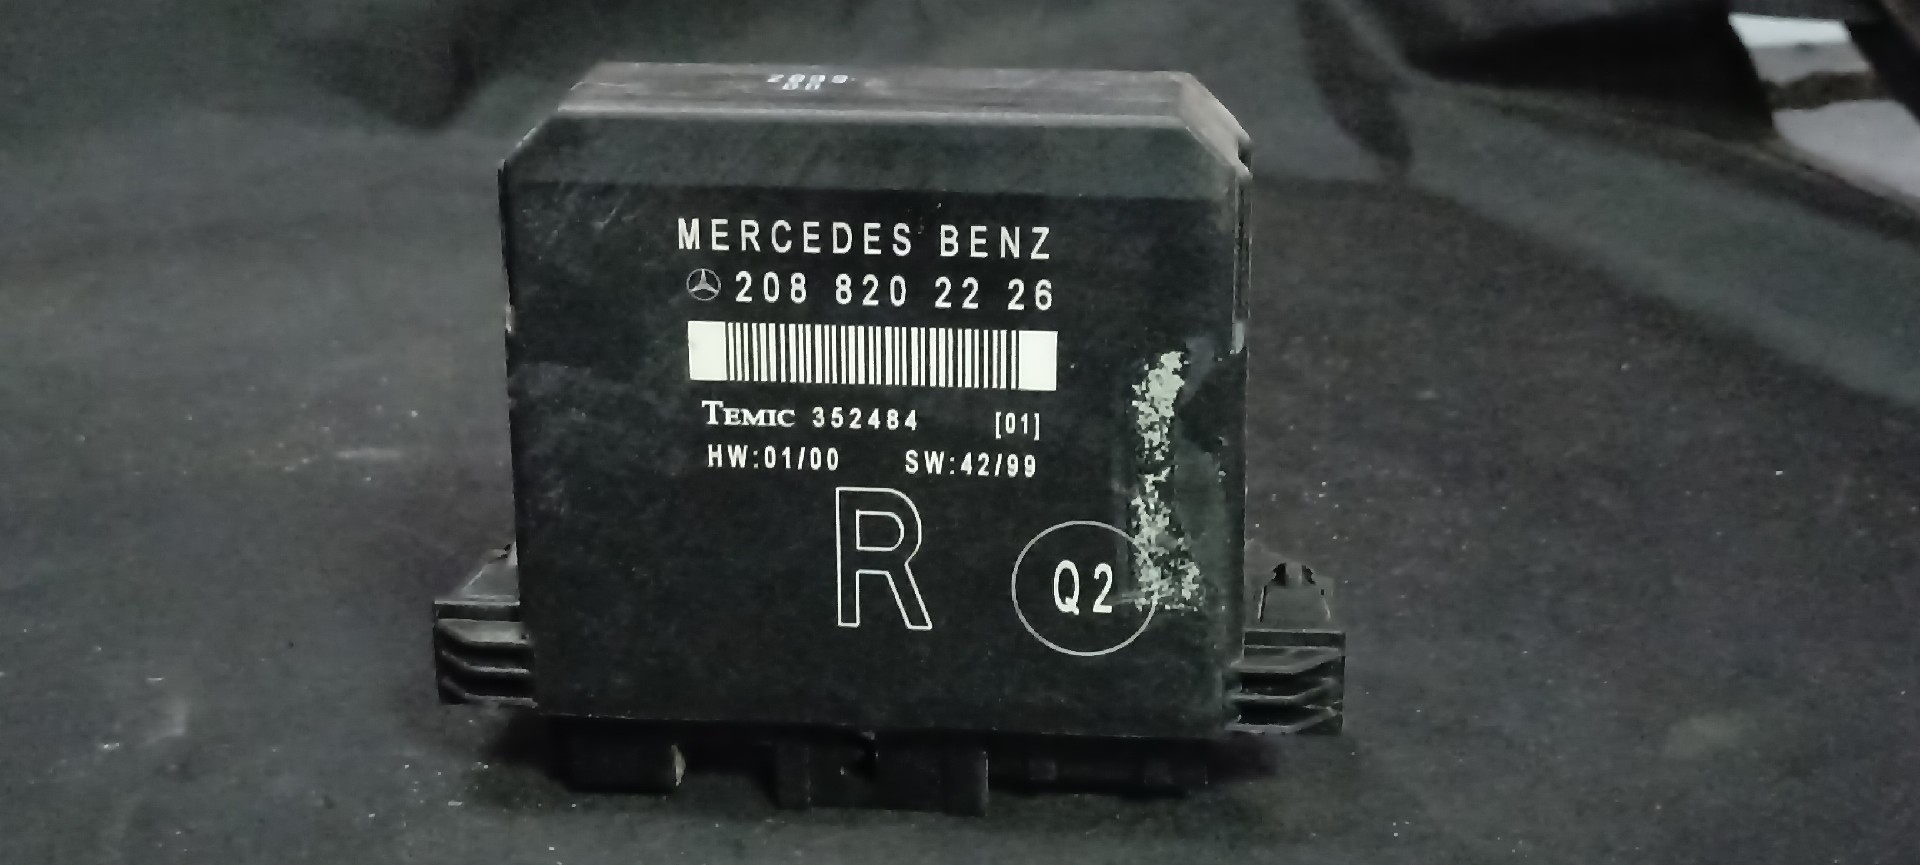 MERCEDES BENZ
208 820 22 26
TEMIC 352484 [01]
HW:01/00 SW:42/99
R
Q2